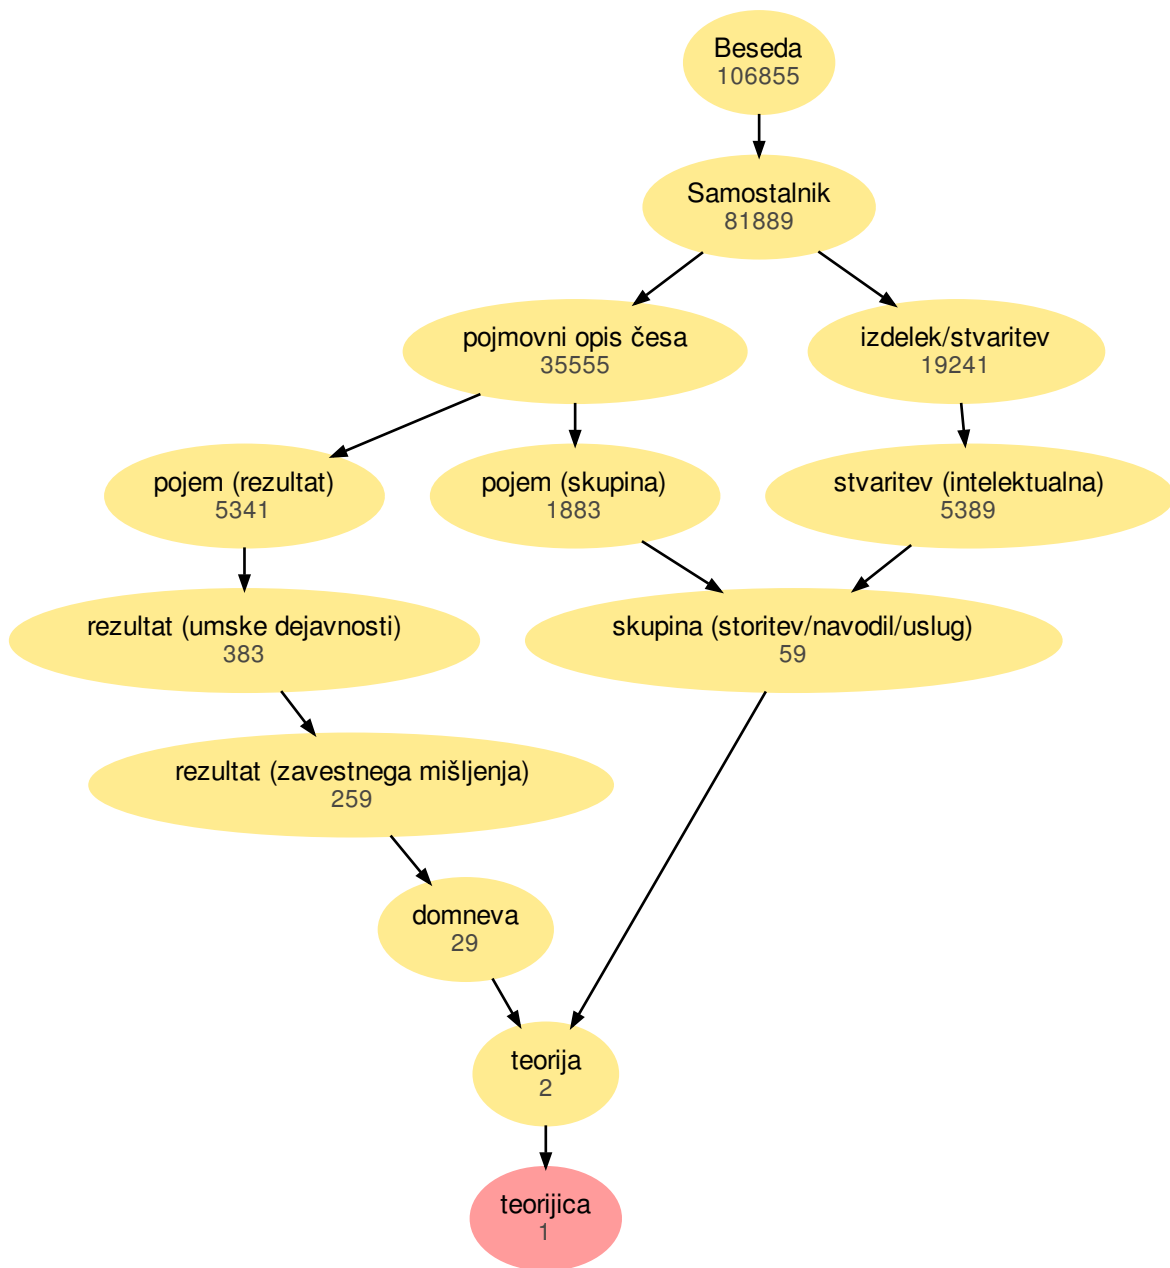 Beseda
106855
Samostalnik
81889
pojmovni opis česa
35555
izdelek/stvaritev
19241
pojem (rezultat)
5341
pojem (skupina)
1883
stvaritev (intelektualna)
5389
rezultat (umske dejavnosti)
383
skupina (storitev/navodil/uslug)
59
rezultat (zavestnega mišljenja)
259
domneva
29
teorija
2
teorijica
1